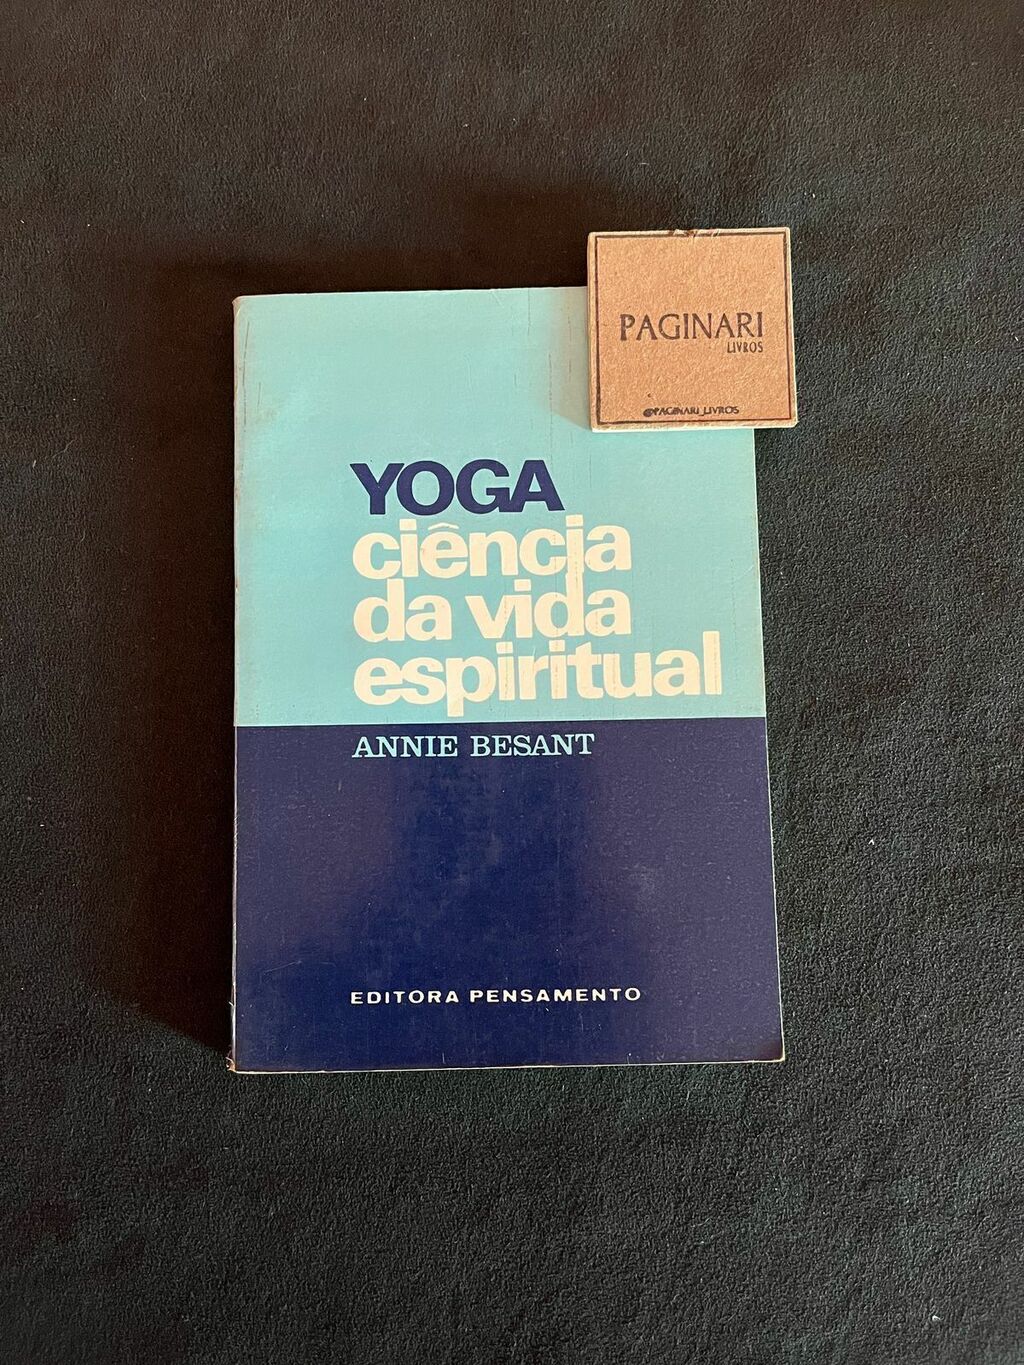 PAGINARI
LIVROS
@PAGINARI_LIVROS
YOGA
ciência
da vida
espiritual
ANNIE BESANT
EDITORA PENSAMENTO